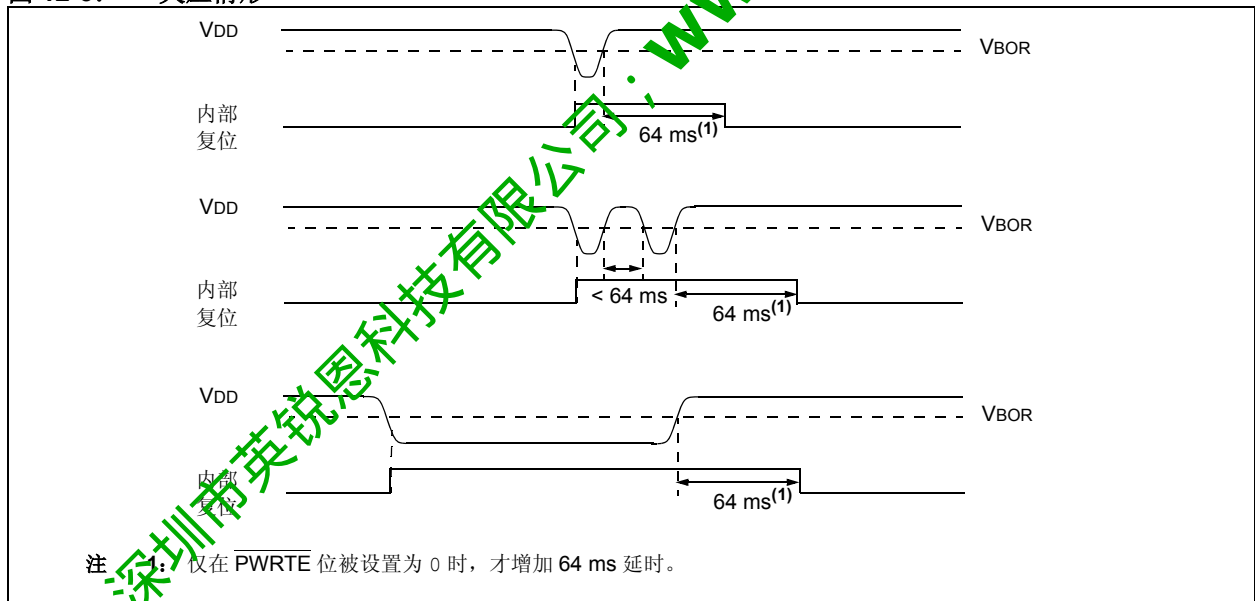 VDD
VBOR
内部
复位
64 ms(1)
VDD
VBOR
内部
复位
< 64 ms
64 ms(1)
VDD
VBOR
内部
复位
64 ms(1)
注 1: 仅在 PWRTE 位被设置为 0 时，才增加 64 ms 延时。
深圳市英锐恩科技有限公司：